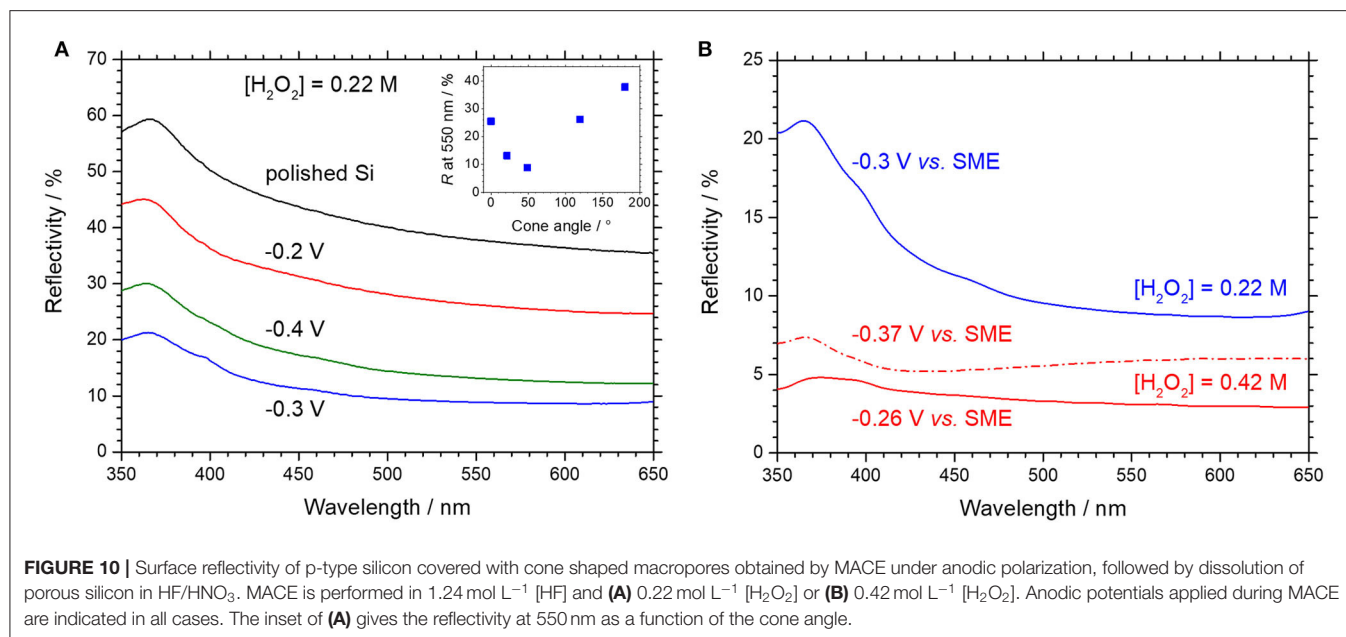 A
[H₂O₂] = 0.22 M
polished Si
-0.2 V
-0.4 V
-0.3 V
Reflectivity / %
70
60
50
40
30
20
10
0
350 400 450 500 550 600 650
Wavelength / nm
R at 550 nm / %
40
30
20
10
0
0 50 100 150 200
Cone angle / °
B
-0.3 V vs. SME
[H₂O₂] = 0.22 M
-0.37 V vs. SME
[H₂O₂] = 0.42 M
-0.26 V vs. SME
Reflectivity / %
25
20
15
10
5
0
350 400 450 500 550 600 650
Wavelength / nm
FIGURE 10 | Surface reflectivity of p-type silicon covered with cone shaped macropores obtained by MACE under anodic polarization, followed by dissolution of
porous silicon in HF/HNO₃. MACE is performed in 1.24 mol L⁻¹ [HF] and (A) 0.22 mol L⁻¹ [H₂O₂] or (B) 0.42 mol L⁻¹ [H₂O₂]. Anodic potentials applied during MACE
are indicated in all cases. The inset of (A) gives the reflectivity at 550 nm as a function of the cone angle.